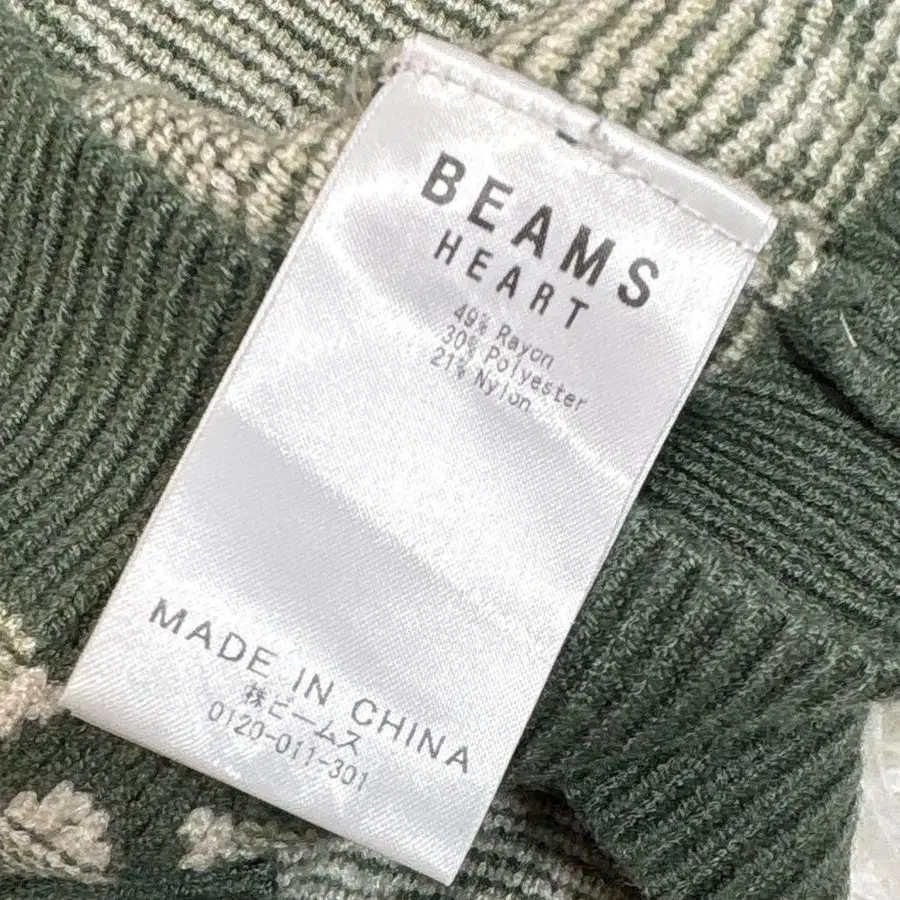 BEAMS
HEART
49% Rayon
30% Polyester
21% Nylon
MADE IN CHINA
㈱ビームス
0120-011-301